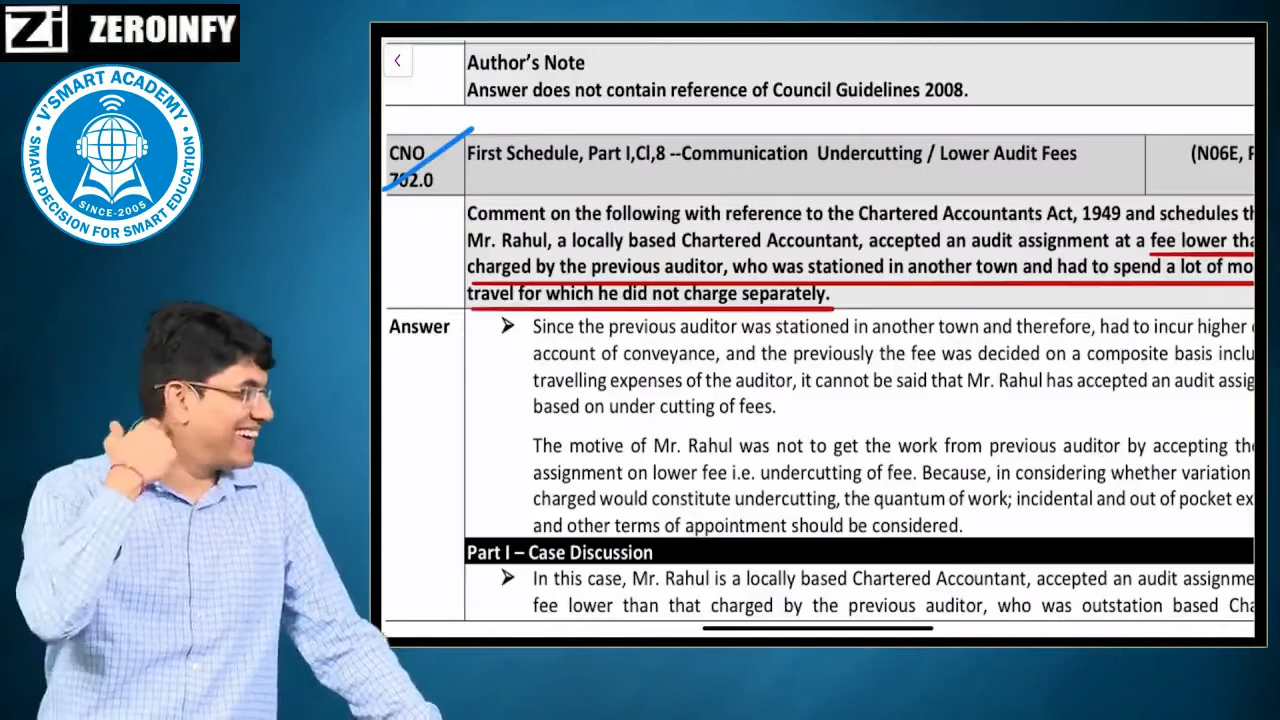 Zi ZEROINFY
V'SMART ACADEMY
SMART DECISION FOR SMART EDUCATION
SINCE-2005
Author's Note
Answer does not contain reference of Council Guidelines 2008.
CNO
702.0
First Schedule, Part I,Cl,8 --Communication Undercutting / Lower Audit Fees
(N06E,
Comment on the following with reference to the Chartered Accountants Act, 1949 and schedules
Mr. Rahul, a locally based Chartered Accountant, accepted an audit assignment at a fee lower
charged by the previous auditor, who was stationed in another town and had to spend a lot of
travel for which he did not charge separately.
Answer
➤ Since the previous auditor was stationed in another town and therefore, had to incur higher
account of conveyance, and the previously the fee was decided on a composite basis
travelling expenses of the auditor, it cannot be said that Mr. Rahul has accepted an audit
based on under cutting of fees.
The motive of Mr. Rahul was not to get the work from previous auditor by accepting
assignment on lower fee i.e. undercutting of fee. Because, in considering whether variation
charged would constitute undercutting, the quantum of work; incidental and out of pocket
and other terms of appointment should be considered.
Part I – Case Discussion
➤ In this case, Mr. Rahul is a locally based Chartered Accountant, accepted an audit
fee lower than that charged by the previous auditor, who was outstation based